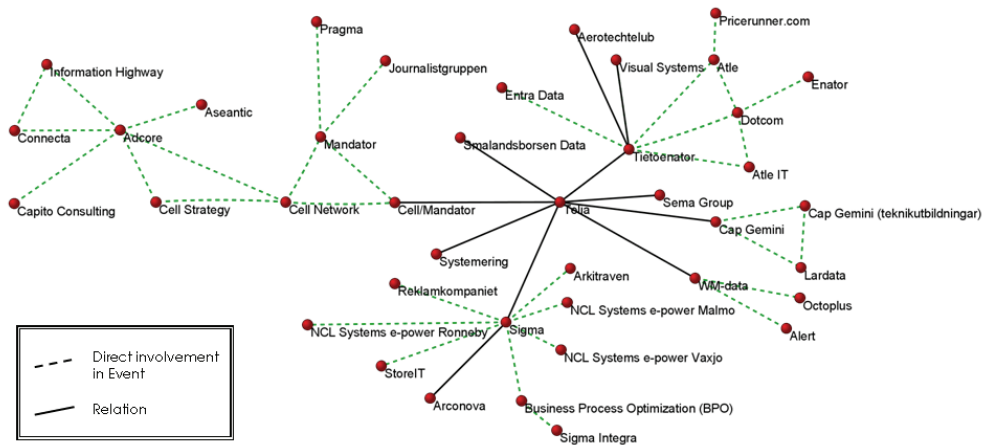 Pricerunner.com
Pragma
Aerotechtelub
Information Highway
Journalistgruppen
Visual Systems
Atle
Entra Data
Enator
Aseantic
Dotcom
Connecta
Adcore
Mandator
Smalandsborsen Data
Tietoenator
Atle IT
Capito Consulting
Cell Strategy
Cell Network
Cell/Mandator
Telia
Sema Group
Cap Gemini (teknikutbildningar)
Cap Gemini
Systemering
Arkitraven
Lardata
Reklamkompaniet
WM-data
Octoplus
NCL Systems e-power Malmo
NCL Systems e-power Ronneby
Sigma
Alert
NCL Systems e-power Vaxjo
StoreIT
Arconova
Business Process Optimization (BPO)
Sigma Integra
Direct involvement
in Event
Relation